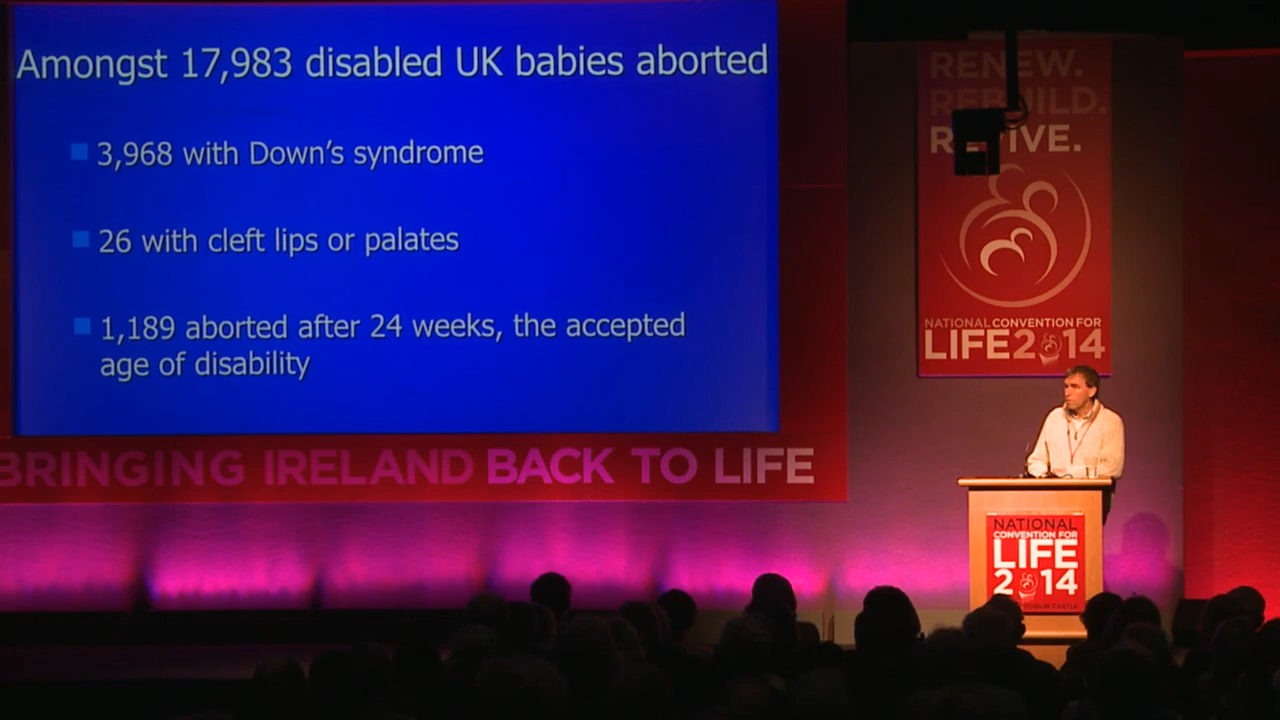 Amongst 17,983 disabled UK babies aborted
3,968 with Down's syndrome
26 with cleft lips or palates
1,189 aborted after 24 weeks, the accepted
age of disability
BRINGING IRELAND BACK TO LIFE
RENEW.
REBUILD.
REVIVE.
NATIONAL CONVENTION FOR
LIFE2014
NATIONAL
CONVENTION FOR
LIFE
2014
DUBLIN CASTLE